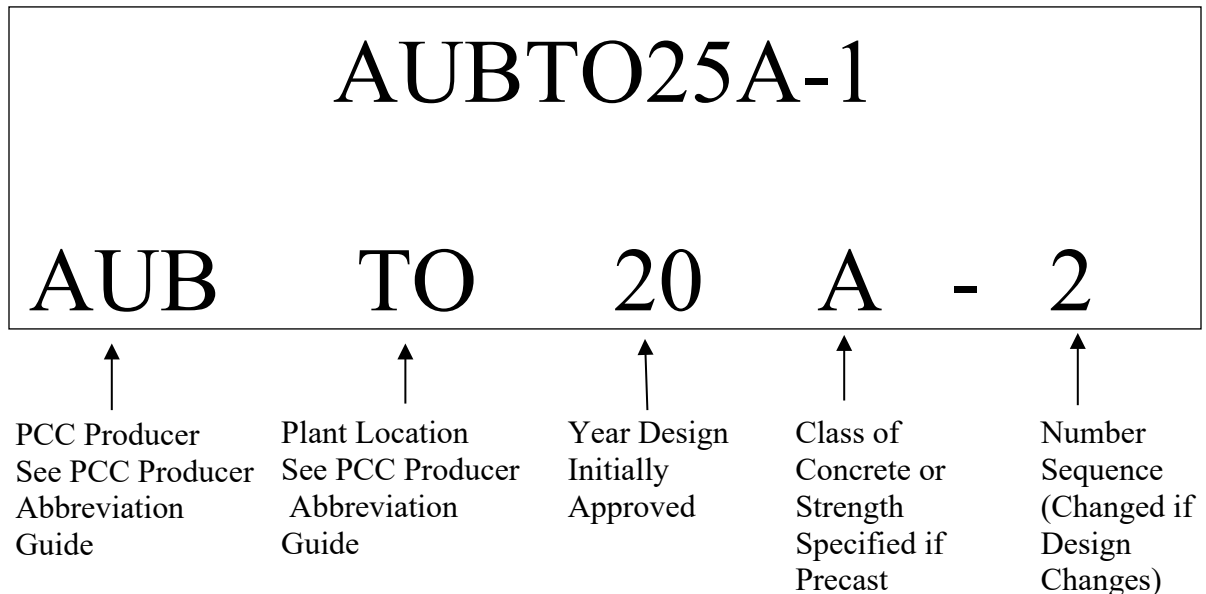 AUBTO25A-1
AUB TO 20 A - 2
PCC Producer
See PCC Producer
Abbreviation
Guide
Plant Location
See PCC Producer
Abbreviation
Guide
Year Design
Initially
Approved
Class of
Concrete or
Strength
Specified if
Precast
Number
Sequence
(Changed if
Design
Changes)